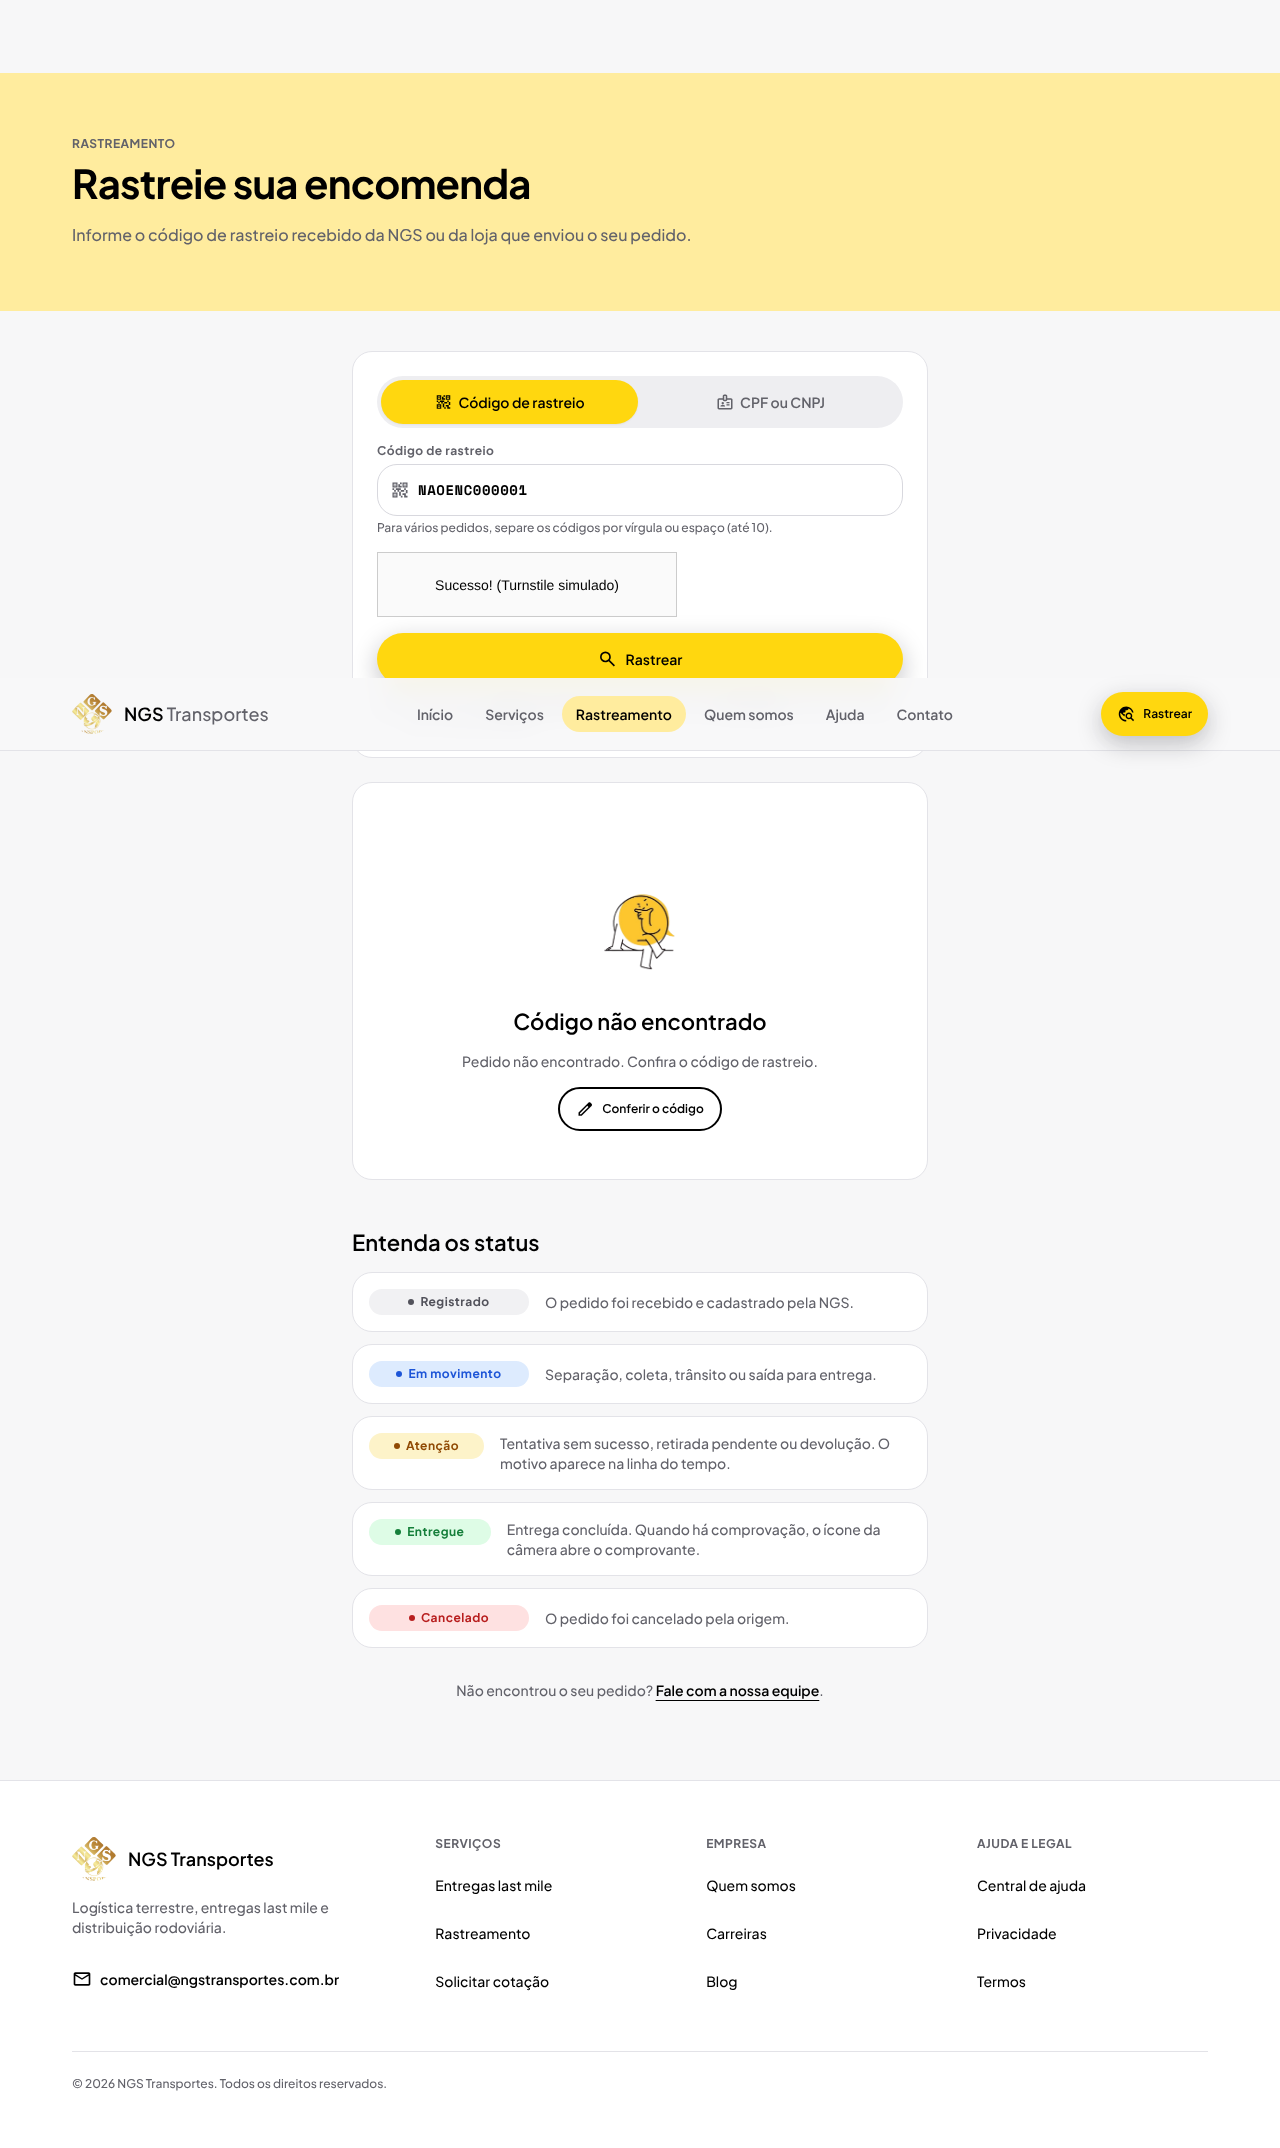 RASTREAMENTO
Rastreie sua encomenda
Informe o código de rastreio recebido da NGS ou da loja que enviou o seu pedido.
Código de rastreio
CPF ou CNPJ
Código de rastreio
NAOENC000001
Para vários pedidos, separe os códigos por vírgula ou espaço (até 10).
Sucesso! (Turnstile simulado)
Rastrear
NGS Transportes
Início
Serviços
Rastreamento
Quem somos
Ajuda
Contato
Rastrear
Código não encontrado
Pedido não encontrado. Confira o código de rastreio.
Conferir o código
Entenda os status
Registrado
O pedido foi recebido e cadastrado pela NGS.
Em movimento
Separação, coleta, trânsito ou saída para entrega.
Atenção
Tentativa sem sucesso, retirada pendente ou devolução. O
motivo aparece na linha do tempo.
Entregue
Entrega concluída. Quando há comprovação, o ícone da
câmera abre o comprovante.
Cancelado
O pedido foi cancelado pela origem.
Não encontrou o seu pedido? Fale com a nossa equipe.
NGS Transportes
Logística terrestre, entregas last mile e
distribuição rodoviária.
comercial@ngstransportes.com.br
SERVIÇOS
Entregas last mile
Rastreamento
Solicitar cotação
EMPRESA
Quem somos
Carreiras
Blog
AJUDA E LEGAL
Central de ajuda
Privacidade
Termos
© 2026 NGS Transportes. Todos os direitos reservados.